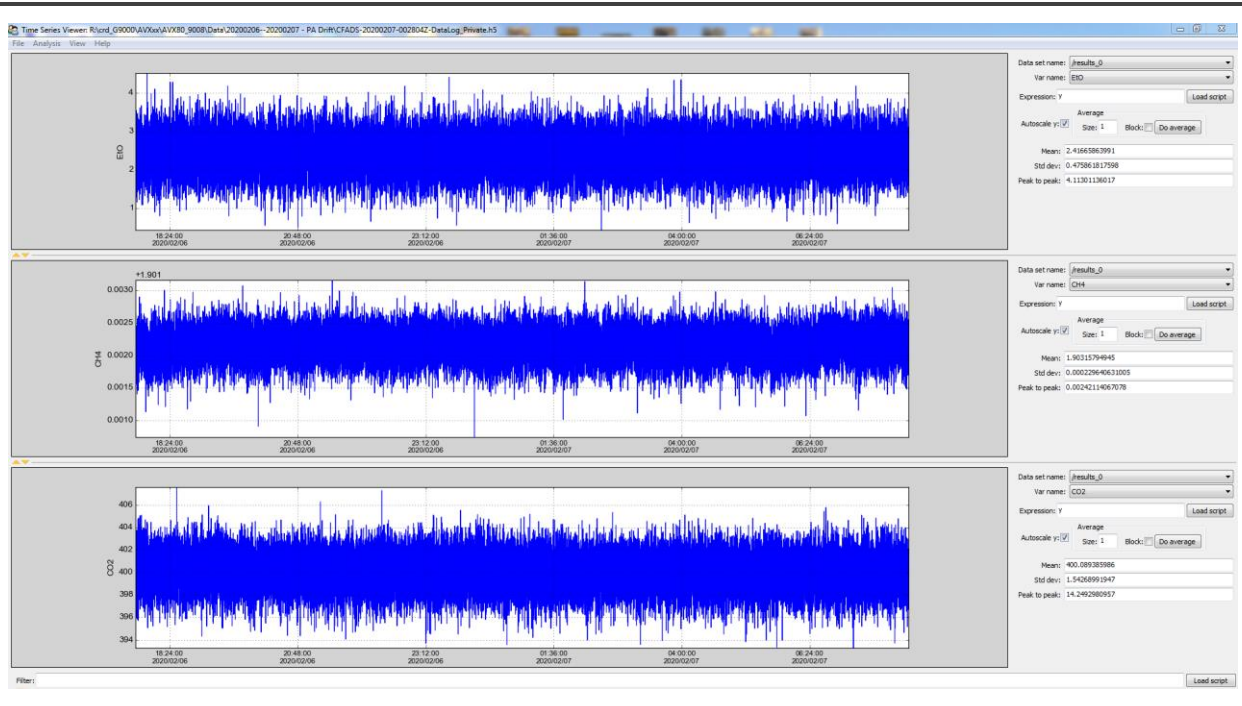 Time Series Viewer: R:\crd_G9000\AVXxx\AVX80_9008\Data\20200206--20200207 - PA Drift\CFADS-20200207-002804Z-DataLog_Private.h5
File Analysis View Help
EtO
4
3
2
1
18:24:00 20:48:00 23:12:00 01:36:00 04:00:00 06:24:00
2020/02/06 2020/02/06 2020/02/06 2020/02/07 2020/02/07 2020/02/07
Data set name: /results_0
Var name: EtO
Expression: Y Load script
Average
Autoscale y: Size: 1 Block: Do average
Mean: 2.41665863991
Std dev: 0.475861817598
Peak to peak: 4.11301136017
+1.901
CH4
0.0030
0.0025
0.0020
0.0015
0.0010
18:24:00 20:48:00 23:12:00 01:36:00 04:00:00 06:24:00
2020/02/06 2020/02/06 2020/02/06 2020/02/07 2020/02/07 2020/02/07
Data set name: /results_0
Var name: CH4
Expression: Y Load script
Average
Autoscale y: Size: 1 Block: Do average
Mean: 1.90315794945
Std dev: 0.000229640631005
Peak to peak: 0.00242114067078
CO2
406
404
402
400
398
396
394
18:24:00 20:48:00 23:12:00 01:36:00 04:00:00 06:24:00
2020/02/06 2020/02/06 2020/02/06 2020/02/07 2020/02/07 2020/02/07
Data set name: /results_0
Var name: CO2
Expression: Y Load script
Average
Autoscale y: Size: 1 Block: Do average
Mean: 400.089385986
Std dev: 1.54268991947
Peak to peak: 14.2492980957
Filter: Load script